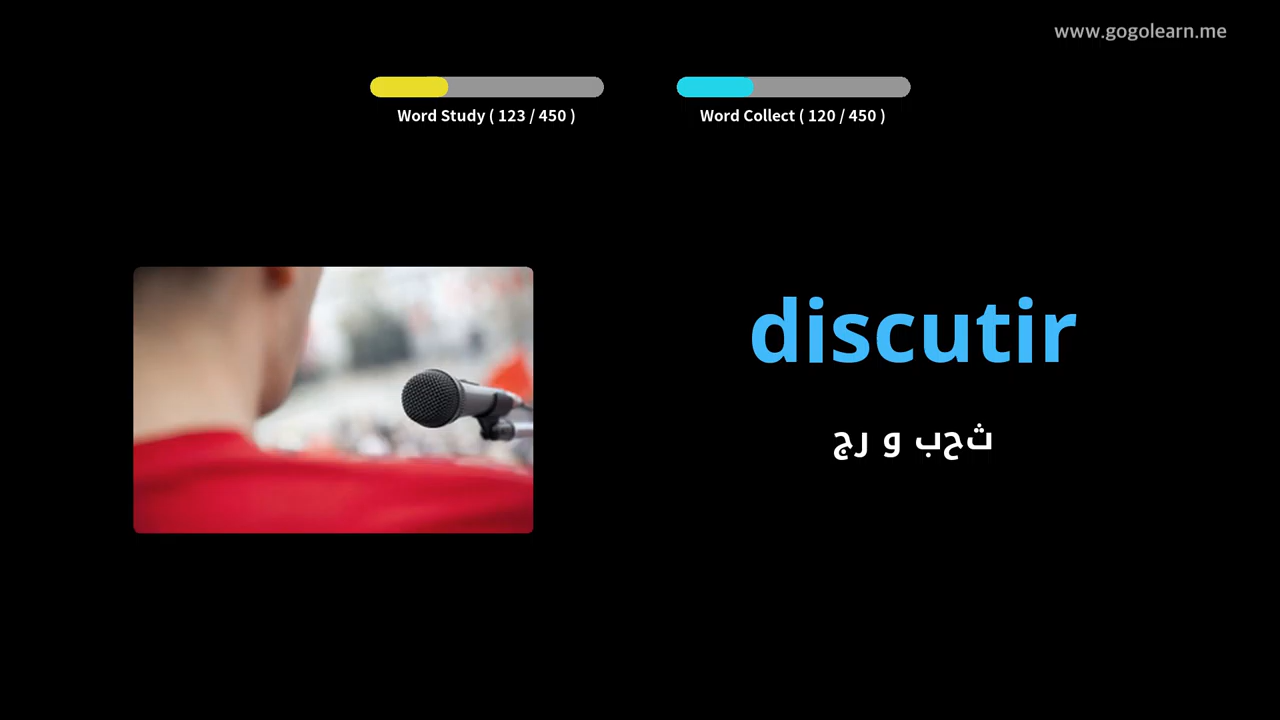 www.gogolearn.me
Word Study ( 123 / 450 )
Word Collect ( 120 / 450 )
discutir
ثحب و رج